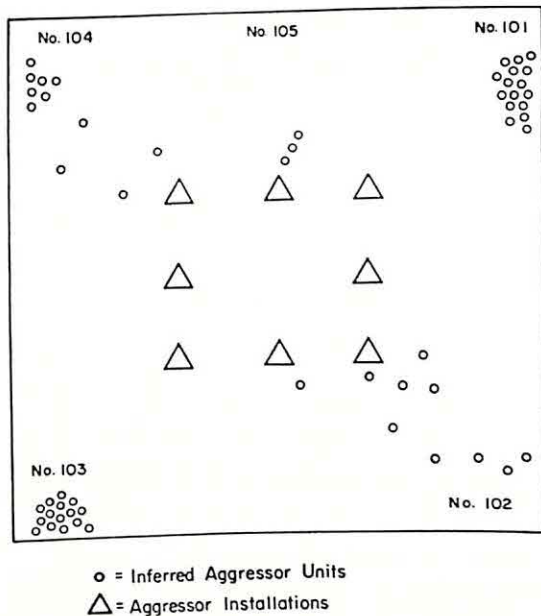 No. 104
No. 105
No. 101
No. 103
No. 102
o = Inferred Aggressor Units
△ = Aggressor Installations